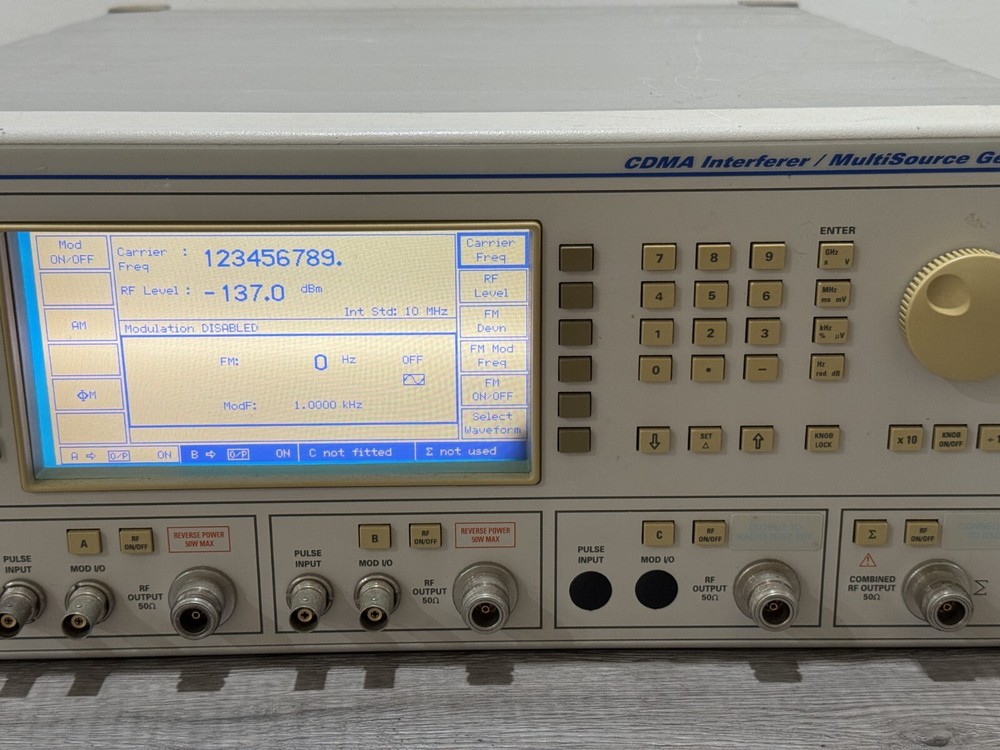 CDMA Interferer / MultiSource Ge
Mod
ON/OFF
AM
ΦM
Carrier : 123456789.
Freq
RF Level : -137.0 dBm
Int Std: 10 MHz
Modulation DISABLED
FM: 0 Hz OFF
ModF: 1.0000 kHz
Carrier
Freq
RF
Level
FM
Devn
FM Mod
Freq
FM
ON/OFF
Select
Waveform
A ⇨ O/P ON B ⇨ O/P ON C not fitted Σ not used
ENTER
7 8 9 GHz
n V
4 5 6 MHz
ms mV
1 2 3 kHz
% µV
0 • − Hz
rad dB
⇩ SET
△ ⇧ KNOB
LOCK
x 10 KNOB
ON/OFF ÷ 1
A RF
ON/OFF
REVERSE POWER
50W MAX
PULSE
INPUT
MOD I/O
RF
OUTPUT
50Ω
B RF
ON/OFF
REVERSE POWER
50W MAX
PULSE
INPUT
MOD I/O
RF
OUTPUT
50Ω
C RF
ON/OFF
PULSE
INPUT
MOD I/O
RF
OUTPUT
50Ω
Σ RF
ON/OFF
COMBINED
RF OUTPUT
50Ω
Σ